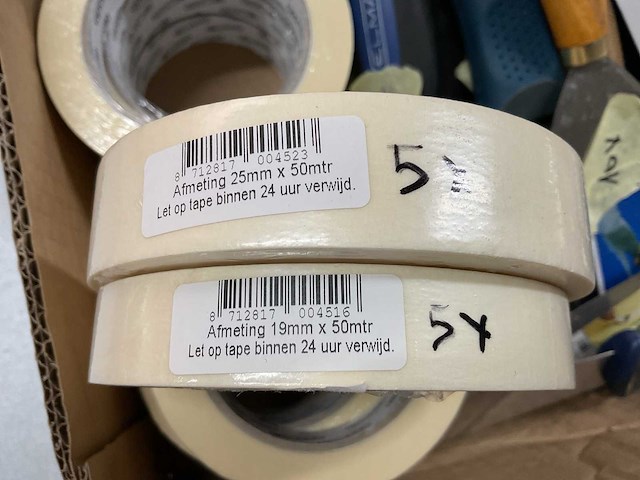 8 712817 004523
Afmeting 25mm x 50mtr
Let op tape binnen 24 uur verwijd.
5x
8 712817 004516
Afmeting 19mm x 50mtr
Let op tape binnen 24 uur verwijd.
5x